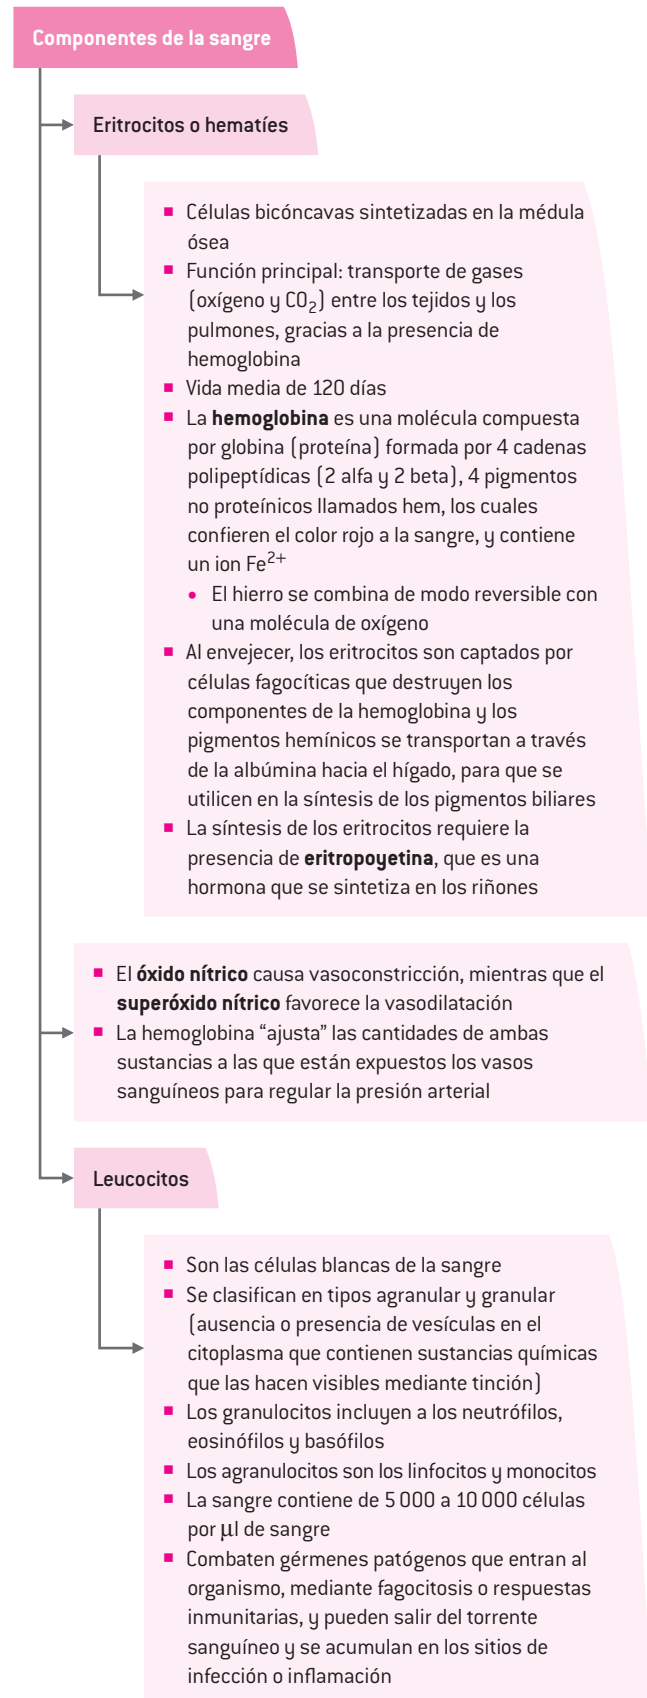 Componentes de la sangre
Eritrocitos o hematíes
■ Células bicóncavas sintetizadas en la médula
ósea
■ Función principal: transporte de gases
(oxígeno y CO₂) entre los tejidos y los
pulmones, gracias a la presencia de
hemoglobina
■ Vida media de 120 días
■ La hemoglobina es una molécula compuesta
por globina (proteína) formada por 4 cadenas
polipeptídicas (2 alfa y 2 beta), 4 pigmentos
no proteínicos llamados hem, los cuales
confieren el color rojo a la sangre, y contiene
un ion Fe²⁺
• El hierro se combina de modo reversible con
una molécula de oxígeno
■ Al envejecer, los eritrocitos son captados por
células fagocíticas que destruyen los
componentes de la hemoglobina y los
pigmentos hemínicos se transportan a través
de la albúmina hacia el hígado, para que se
utilicen en la síntesis de los pigmentos biliares
■ La síntesis de los eritrocitos requiere la
presencia de eritropoyetina, que es una
hormona que se sintetiza en los riñones
■ El óxido nítrico causa vasoconstricción, mientras que el
superóxido nítrico favorece la vasodilatación
■ La hemoglobina “ajusta” las cantidades de ambas
sustancias a las que están expuestos los vasos
sanguíneos para regular la presión arterial
Leucocitos
■ Son las células blancas de la sangre
■ Se clasifican en tipos agranular y granular
(ausencia o presencia de vesículas en el
citoplasma que contienen sustancias químicas
que las hacen visibles mediante tinción)
■ Los granulocitos incluyen a los neutrófilos,
eosinófilos y basófilos
■ Los agranulocitos son los linfocitos y monocitos
■ La sangre contiene de 5 000 a 10 000 células
por µl de sangre
■ Combaten gérmenes patógenos que entran al
organismo, mediante fagocitosis o respuestas
inmunitarias, y pueden salir del torrente
sanguíneo y se acumulan en los sitios de
infección o inflamación